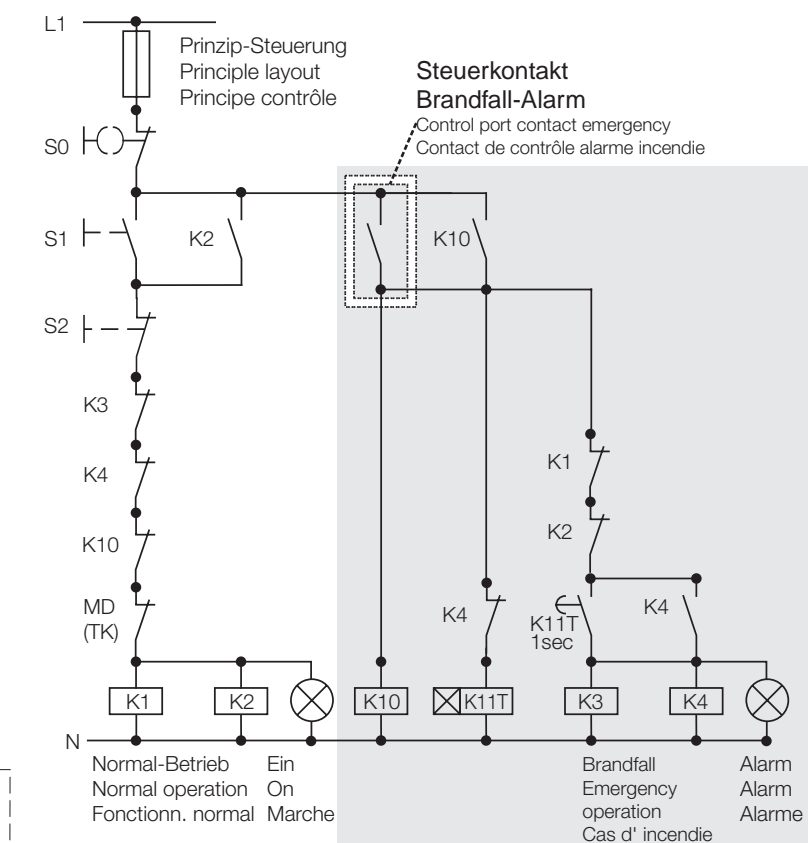 L1
Prinzip-Steuerung
Principle layout
Principe contrôle
Steuerkontakt
Brandfall-Alarm
Control port contact emergency
Contact de contrôle alarme incendie
S0
S1
K2
K10
S2
K3
K4
K10
MD
(TK)
K1
K2
K4
K11T
1sec
K4
K1
K2
K10
K11T
K3
K4
N
Normal-Betrieb Ein
Normal operation On
Fonctionn. normal Marche
Brandfall Alarm
Emergency Alarm
operation Alarme
Cas d' incendie